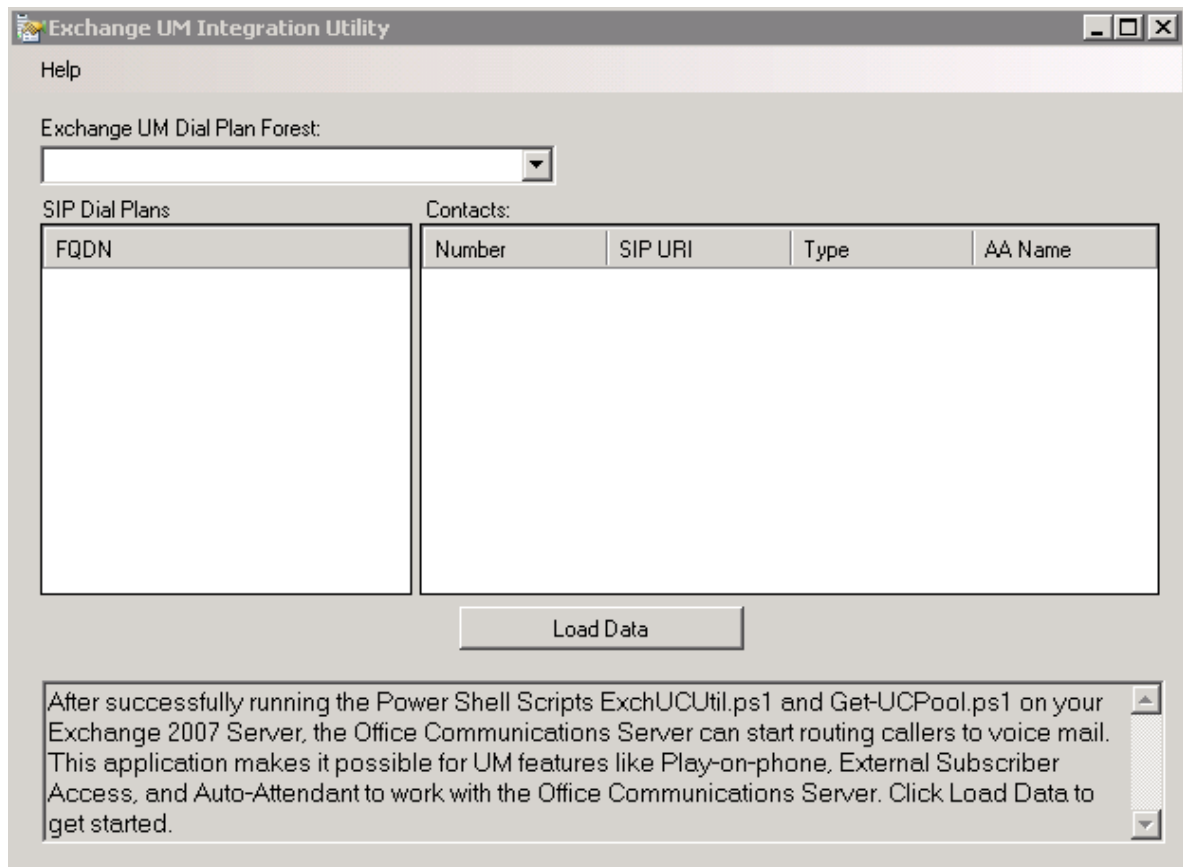 Exchange UM Integration Utility
Help
Exchange UM Dial Plan Forest:
SIP Dial Plans
Contacts:
FQDN
Number
SIP URI
Type
AA Name
Load Data
After successfully running the Power Shell Scripts ExchUCUtil.ps1 and Get-UCPool.ps1 on your
Exchange 2007 Server, the Office Communications Server can start routing callers to voice mail.
This application makes it possible for UM features like Play-on-phone, External Subscriber
Access, and Auto-Attendant to work with the Office Communications Server. Click Load Data to
get started.